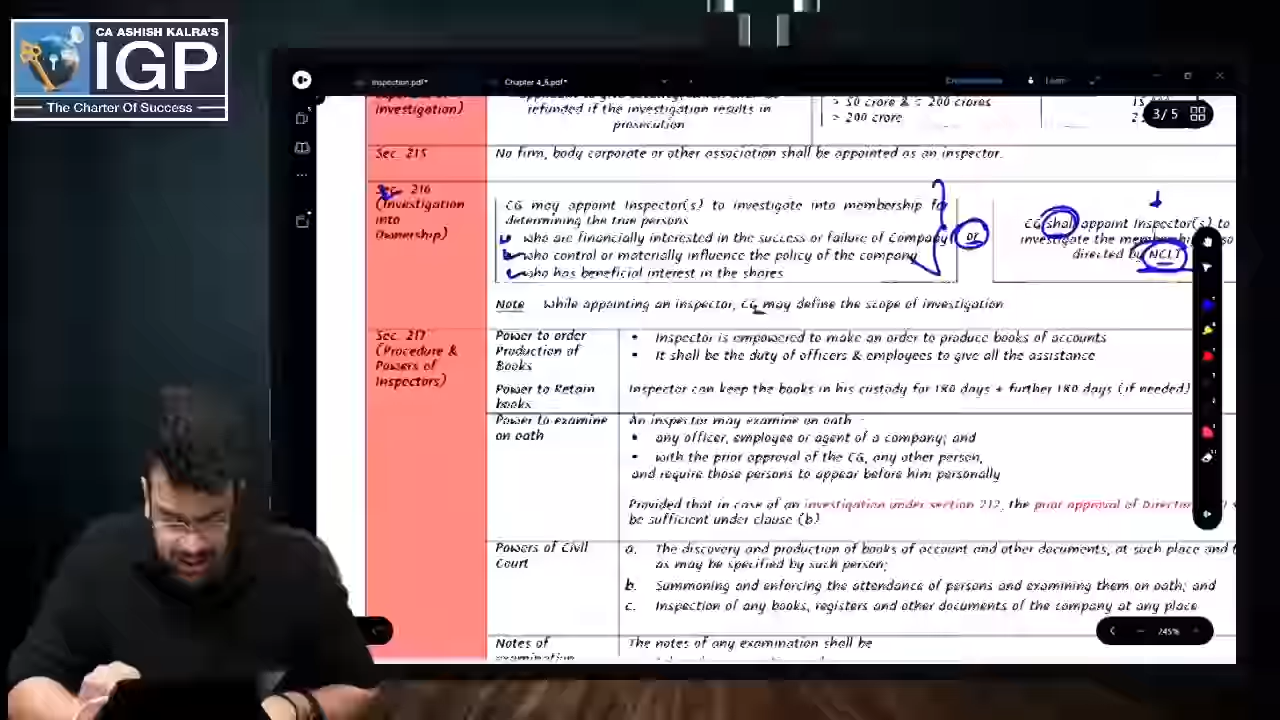 CA ASHISH KALRA'S
IGP
The Charter Of Success
Inspection.pdf*
Chapter 4_5.pdf*
3/5
Investigation)
refunded if the investigation results in
prosecution
> 50 crore & ≤ 200 crores
> 200 crore
15
2
Sec. 215
No firm, body corporate or other association shall be appointed as an inspector.
Sec. 216
(Investigation
into
Ownership)
CG may appoint Inspector(s) to investigate into membership for
determining the true persons
who are financially interested in the success or failure of Company
who control or materially influence the policy of the company
who has beneficial interest in the shares
or
CG shall appoint Inspector(s) to
investigate the so
directed by NCLT
Note While appointing an inspector, CG may define the scope of investigation
Sec. 217
(Procedure &
Powers of
Inspectors)
Power to order
Production of
Books
• Inspector is empowered to make an order to produce books of accounts
• It shall be the duty of officers & employees to give all the assistance
Power to Retain
books
Inspector can keep the books in his custody for 180 days + further 180 days (if needed)
Power to examine
on oath
An inspector may examine on oath -
• any officer, employee or agent of a company; and
• with the prior approval of the CG, any other person,
and require those persons to appear before him personally
Provided that in case of an investigation under section 212, the prior approval of Director
be sufficient under clause (b)
Powers of Civil
Court
a. The discovery and production of books of account and other documents, at such place and
as may be specified by such person;
b. Summoning and enforcing the attendance of persons and examining them on oath; and
c. Inspection of any books, registers and other documents of the company at any place
Notes of
examination
The notes of any examination shall be
245%